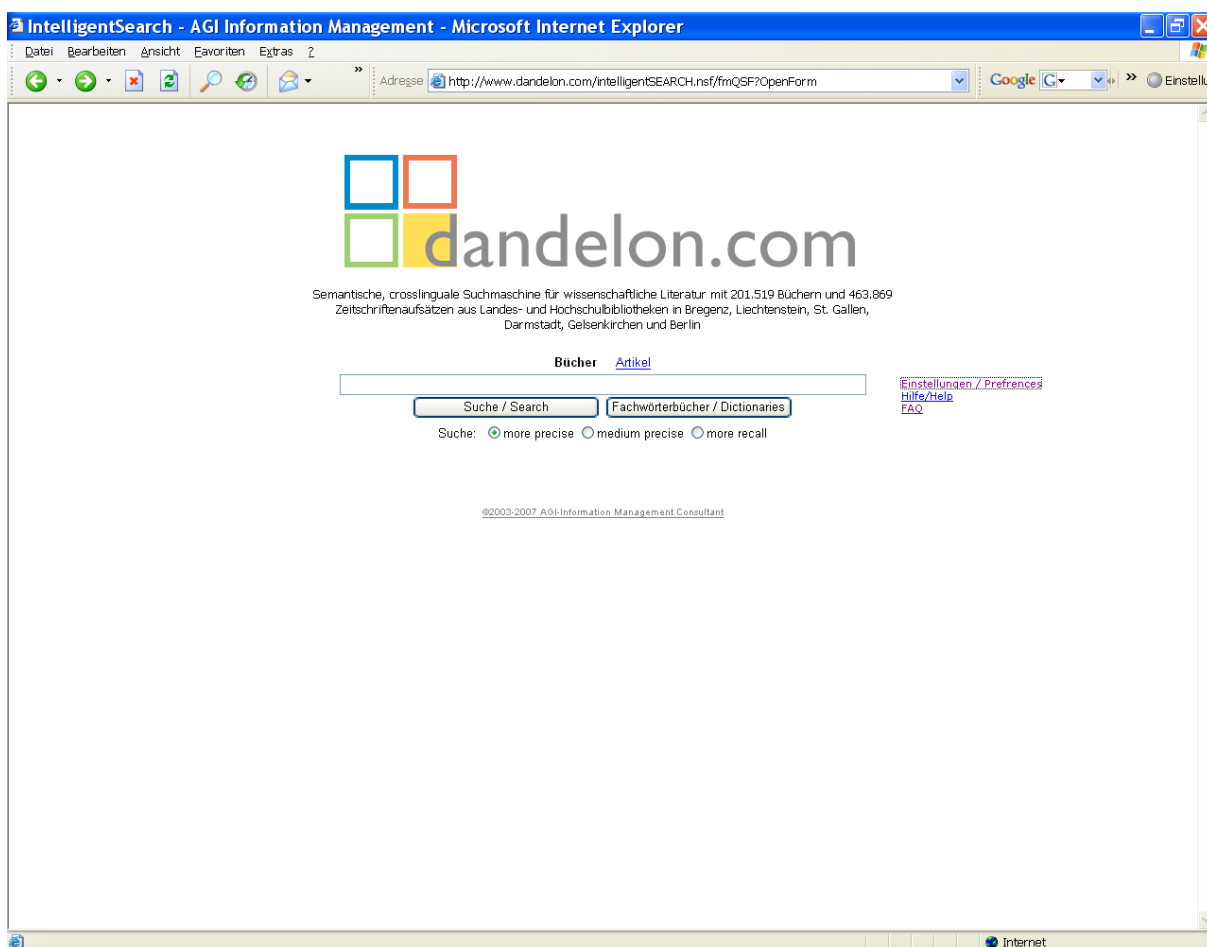 IntelligentSearch - AGI Information Management - Microsoft Internet Explorer
Datei Bearbeiten Ansicht Favoriten Extras ?
» Adresse http://www.dandelon.com/intelligentSEARCH.nsf/fmQSF?OpenForm Google G » Einstellu
dandelon.com
Semantische, crosslinguale Suchmaschine für wissenschaftliche Literatur mit 201.519 Büchern und 463.869
Zeitschriftenaufsätzen aus Landes- und Hochschulbibliotheken in Bregenz, Liechtenstein, St. Gallen,
Darmstadt, Gelsenkirchen und Berlin
Bücher Artikel
Einstellungen / Prefrences
Hilfe/Help
FAQ
Suche / Search Fachwörterbücher / Dictionaries
Suche: more precise medium precise more recall
©2003-2007 AGI-Information Management Consultant
Internet